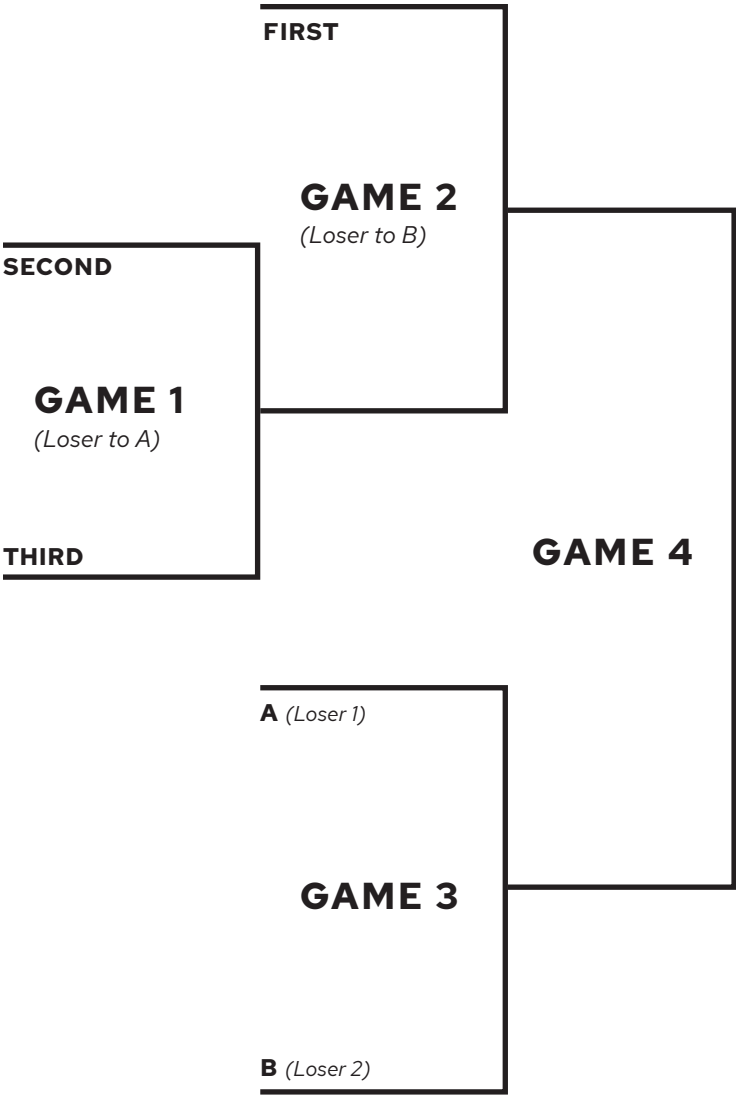 FIRST
GAME 2
(Loser to B)
SECOND
GAME 1
(Loser to A)
THIRD
GAME 4
A (Loser 1)
GAME 3
B (Loser 2)